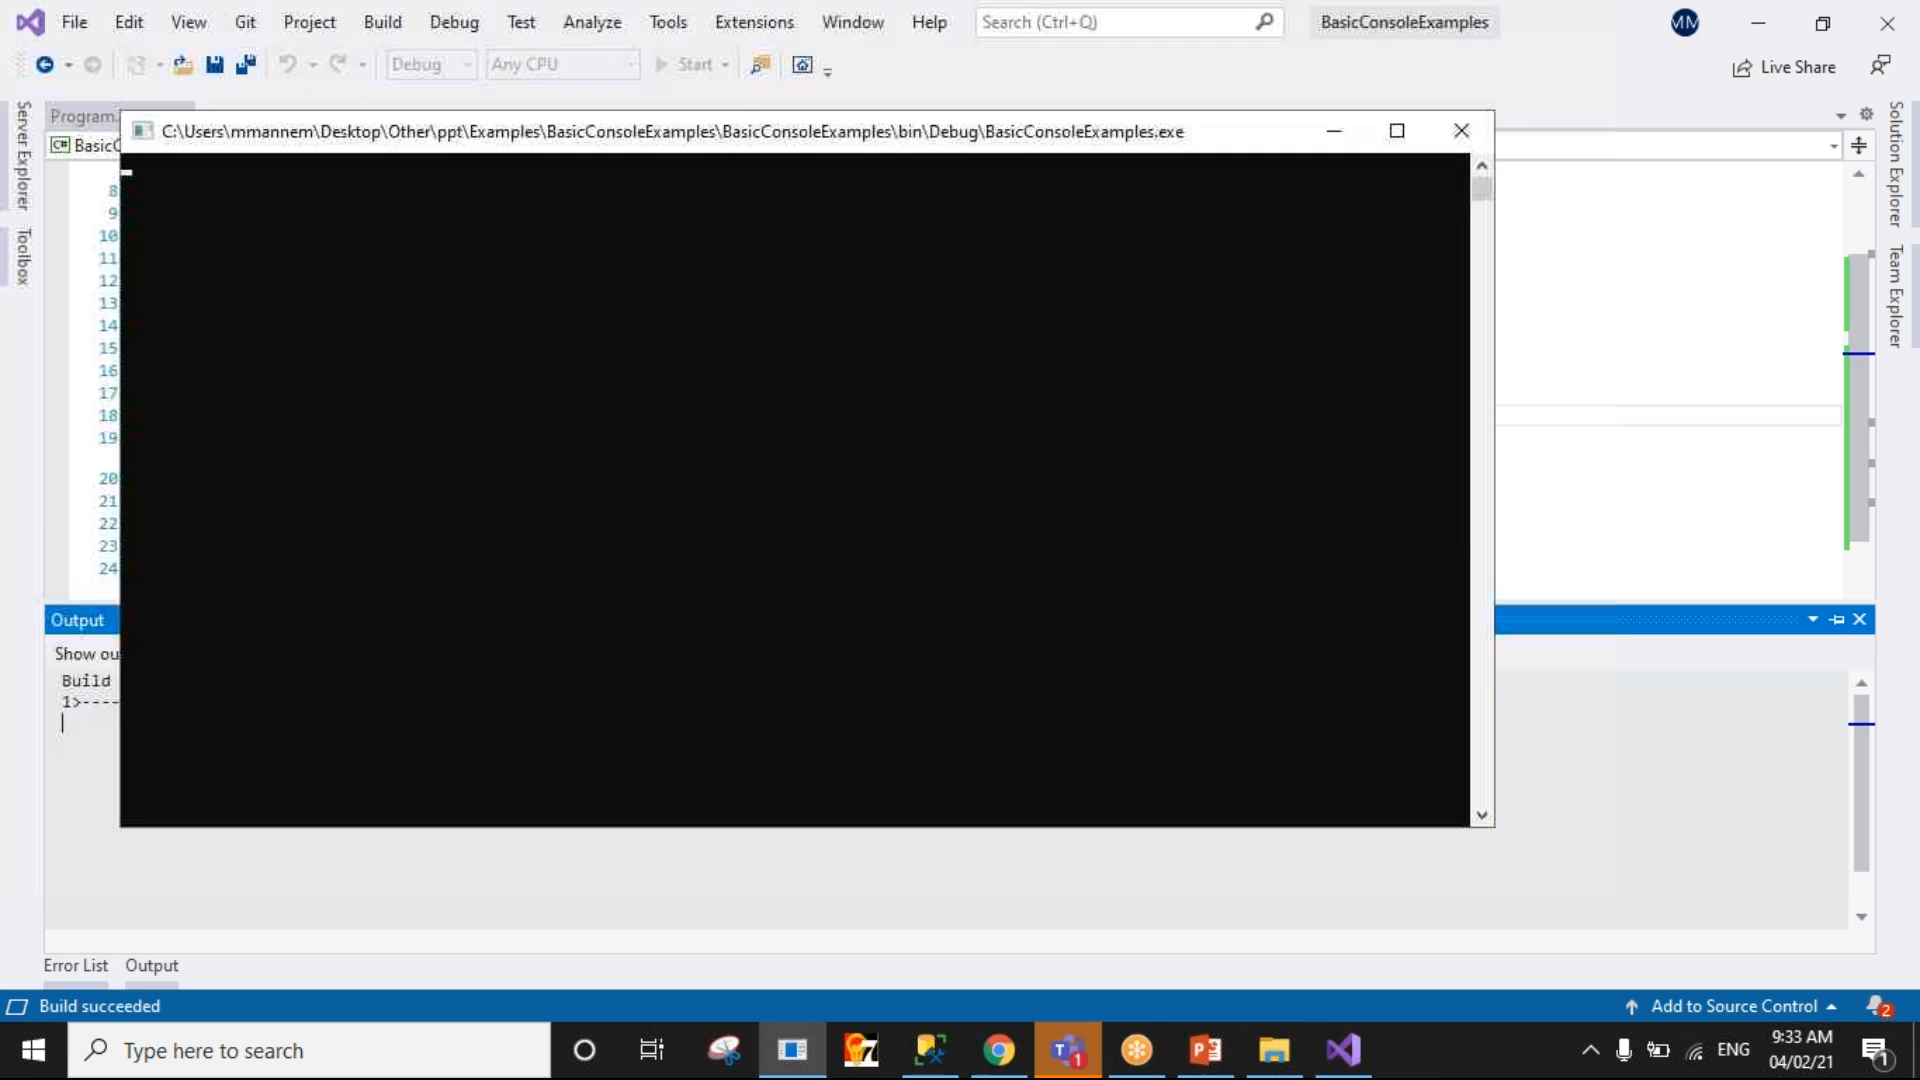 File Edit View Git Project Build Debug Test Analyze Tools Extensions Window Help Search (Ctrl+Q) BasicConsoleExamples MM
Debug Any CPU Start Live Share
Server Explorer
Toolbox
Program.
C:\Users\mmannem\Desktop\Other\ppt\Examples\BasicConsoleExamples\BasicConsoleExamples\bin\Debug\BasicConsoleExamples.exe
C# BasicC
8
9
10
11
12
13
14
15
16
17
18
19
20
21
22
23
24
Solution Explorer
Team Explorer
Output
Show ou
Build
1>----
Error List Output
Build succeeded Add to Source Control 2
Type here to search
ENG 9:33 AM
04/02/21
1